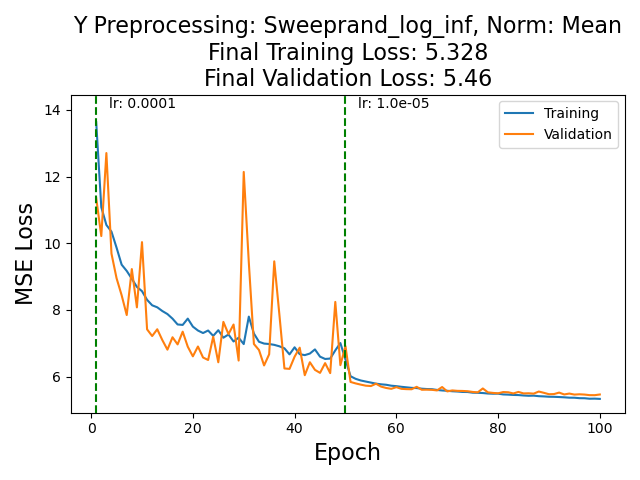 Y Preprocessing: Sweeprand_log_inf, Norm: Mean
Final Training Loss: 5.328
Final Validation Loss: 5.46
lr: 0.0001
lr: 1.0e-05
Training
Validation
14
12
10
8
6
MSE Loss
0
20
40
60
80
100
Epoch